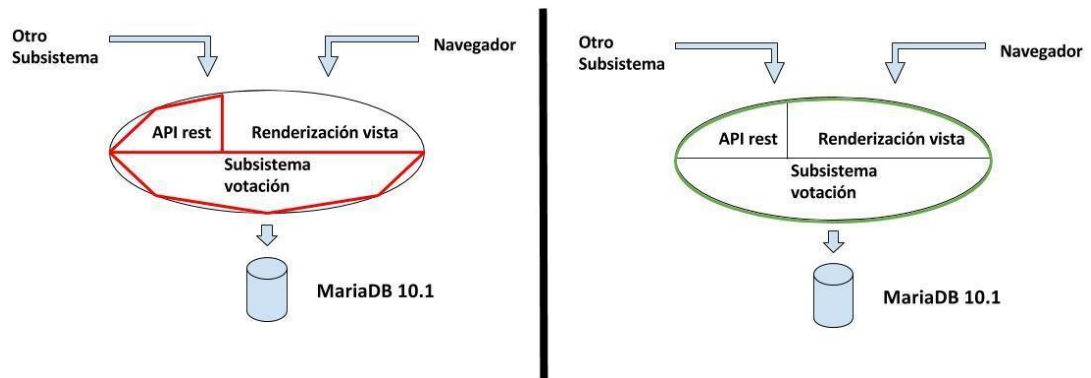 Otro
Subsistema
Navegador
API rest
Renderización vista
Subsistema
votación
MariaDB 10.1
Otro
Subsistema
Navegador
API rest
Renderización vista
Subsistema
votación
MariaDB 10.1